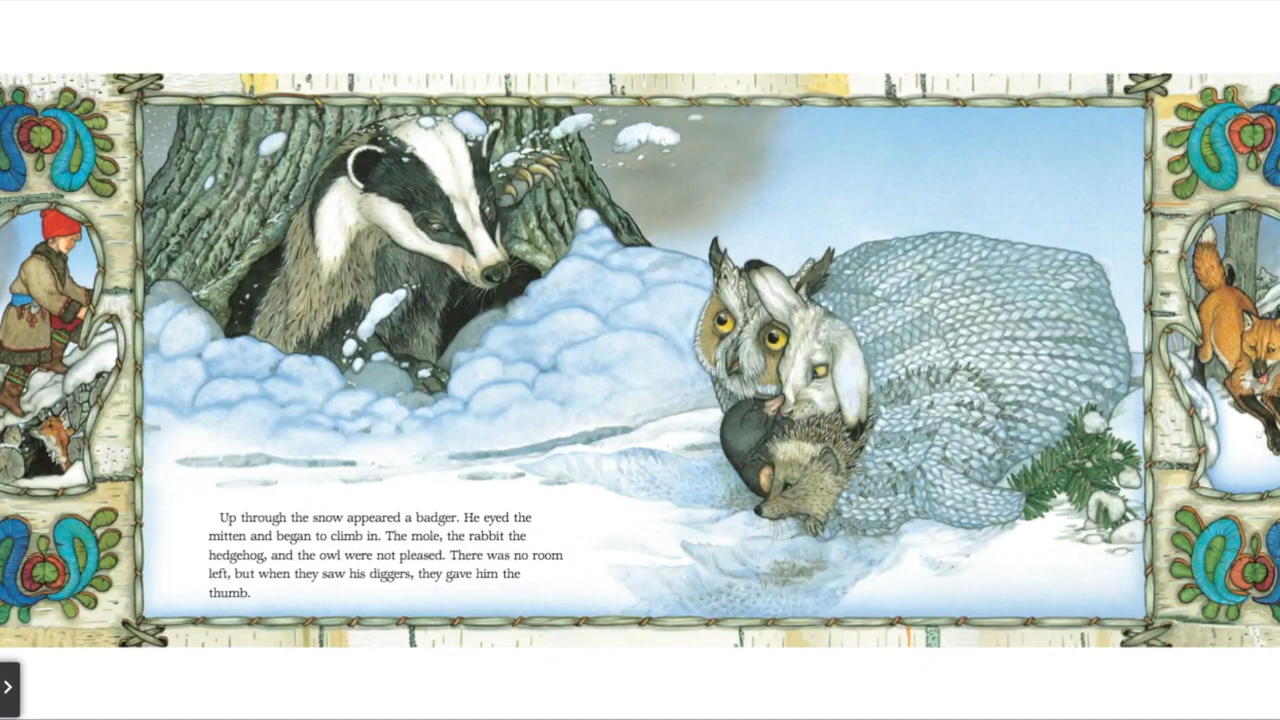 Up through the snow appeared a badger. He eyed the
mitten and began to climb in. The mole, the rabbit the
hedgehog, and the owl were not pleased. There was no room
left, but when they saw his diggers, they gave him the
thumb.